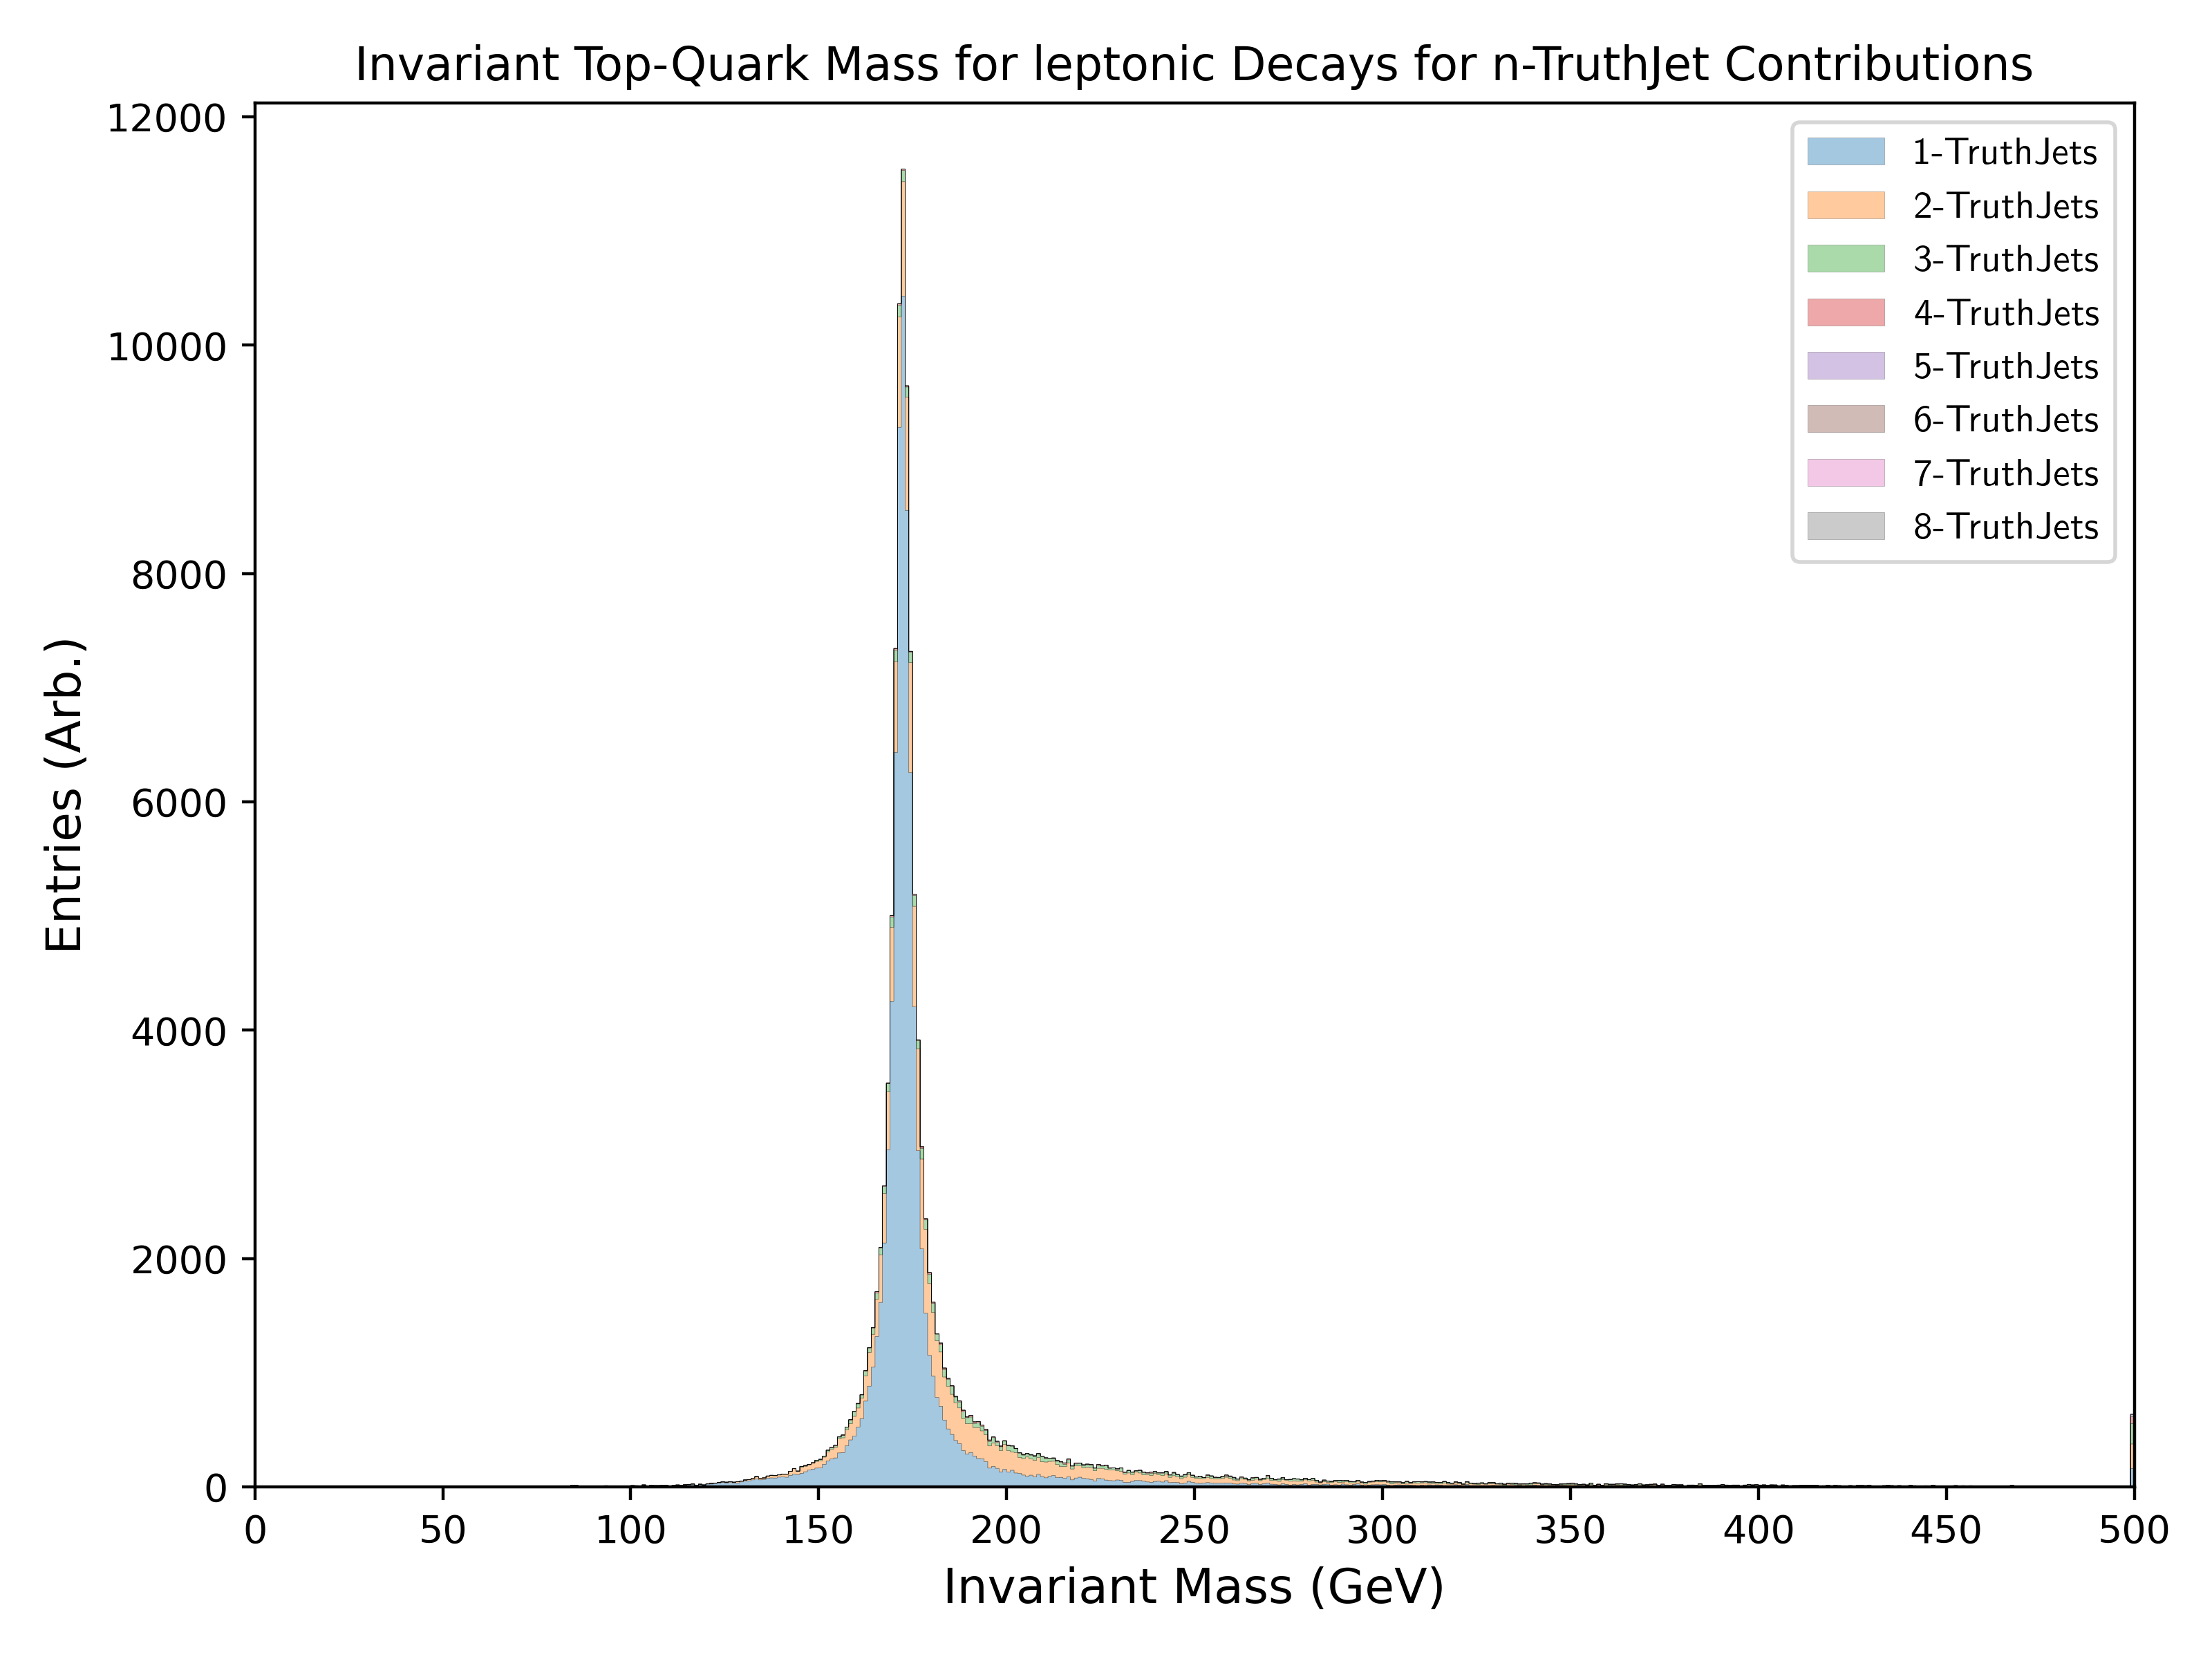 Invariant Top-Quark Mass for leptonic Decays for n-TruthJet Contributions
12000
10000
8000
6000
4000
2000
0
Entries (Arb.)
1-TruthJets
2-TruthJets
3-TruthJets
4-TruthJets
5-TruthJets
6-TruthJets
7-TruthJets
8-TruthJets
0 50 100 150 200 250 300 350 400 450 500
Invariant Mass (GeV)